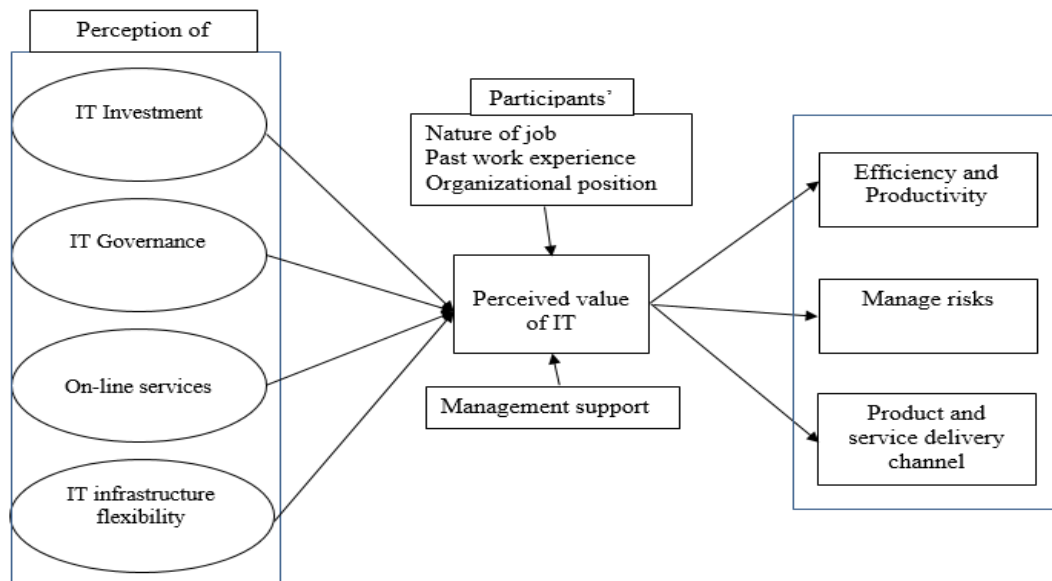 Perception of
IT Investment
IT Governance
On-line services
IT infrastructure
flexibility
Participants’
Nature of job
Past work experience
Organizational position
Perceived value
of IT
Management support
Efficiency and
Productivity
Manage risks
Product and
service delivery
channel